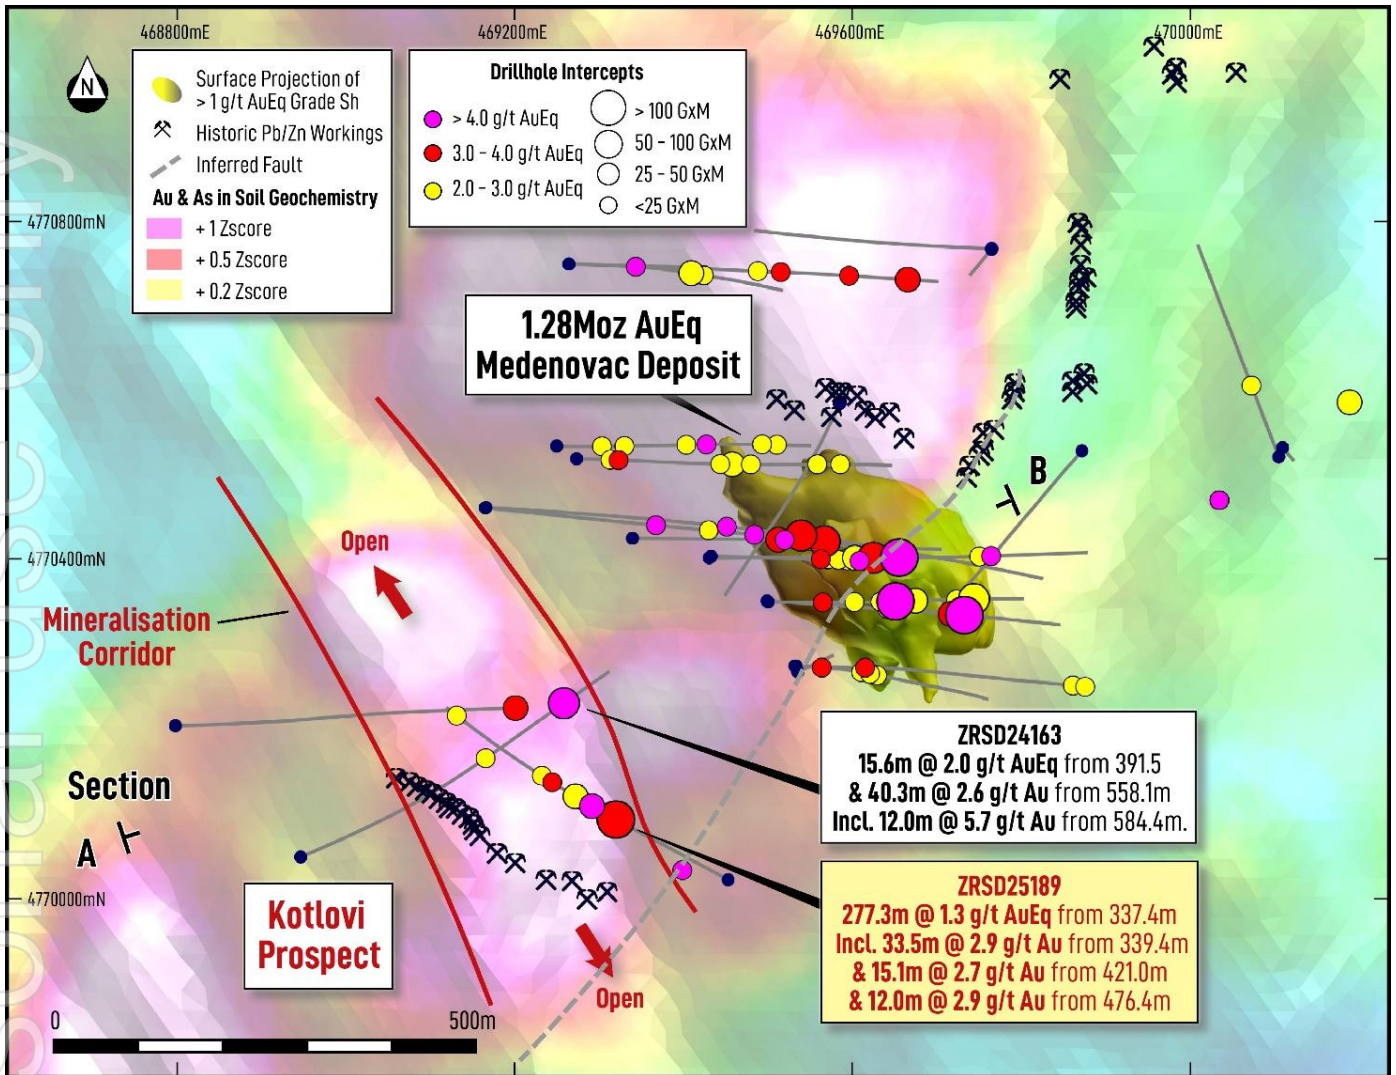 468800mE
469200mE
469600mE
470000mE
N
Surface Projection of
> 1 g/t AuEq Grade Sh
Historic Pb/Zn Workings
Inferred Fault
Au & As in Soil Geochemistry
+ 1 Zscore
+ 0.5 Zscore
+ 0.2 Zscore
Drillhole Intercepts
> 4.0 g/t AuEq
3.0 - 4.0 g/t AuEq
2.0 - 3.0 g/t AuEq
> 100 GxM
50 - 100 GxM
25 - 50 GxM
<25 GxM
4770800mN
1.28Moz AuEq
Medenovac Deposit
B
4770400mN
Open
Mineralisation
Corridor
Section
A
ZRSD24163
15.6m @ 2.0 g/t AuEq from 391.5
& 40.3m @ 2.6 g/t Au from 558.1m
Incl. 12.0m @ 5.7 g/t Au from 584.4m.
ZRSD25189
277.3m @ 1.3 g/t AuEq from 337.4m
Incl. 33.5m @ 2.9 g/t Au from 339.4m
& 15.1m @ 2.7 g/t Au from 421.0m
& 12.0m @ 2.9 g/t Au from 476.4m
4770000mN
Kotlovi
Prospect
Open
0
500m
sonal use only